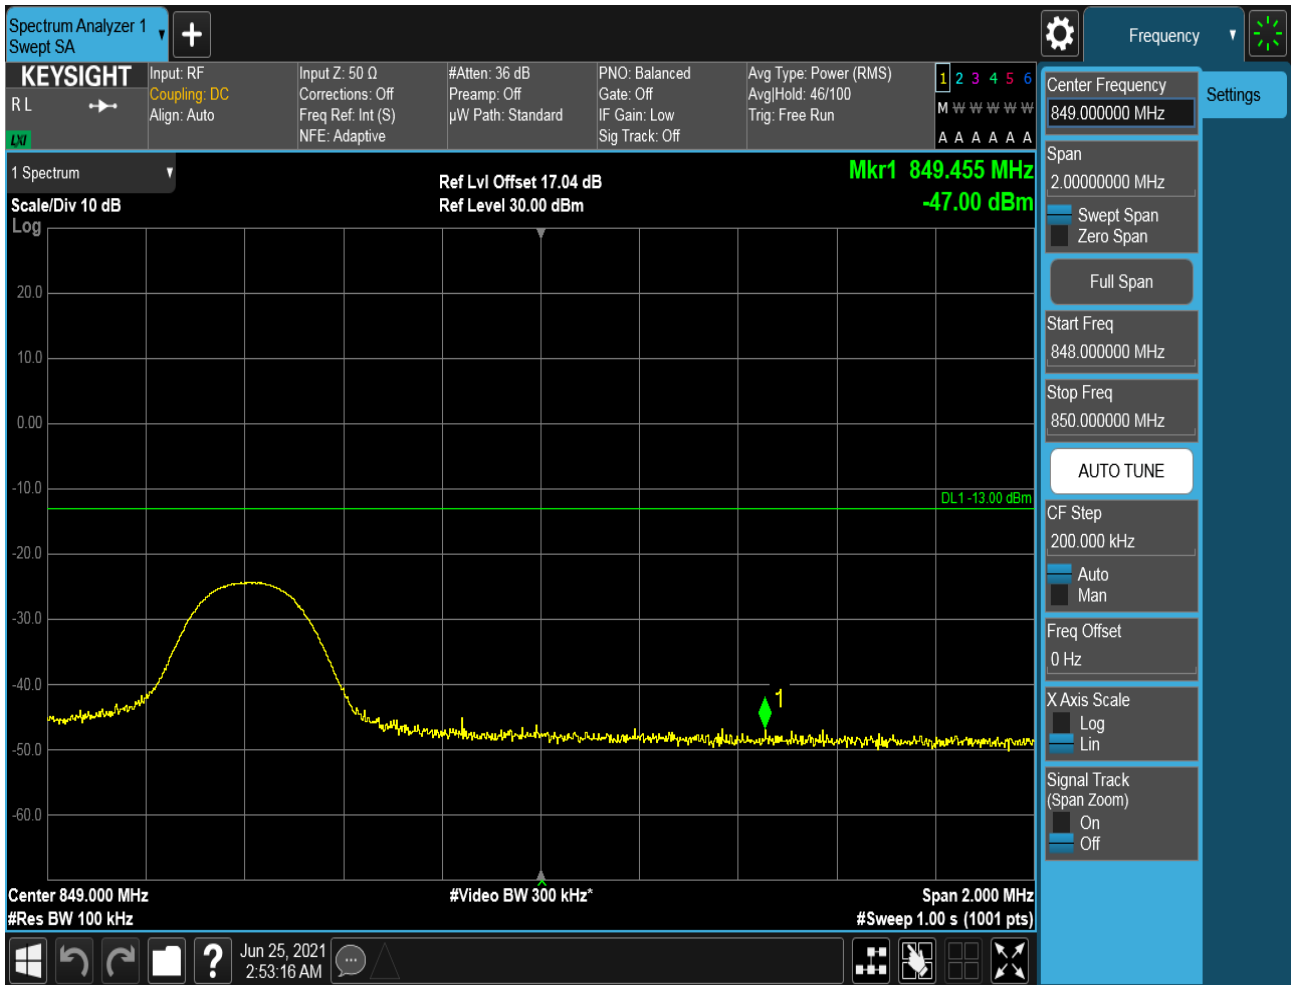 Spectrum Analyzer 1
Swept SA
Frequency
KEYSIGHT
R L
LXI
Input: RF
Coupling: DC
Align: Auto
Input Z: 50 Ω
Corrections: Off
Freq Ref: Int (S)
NFE: Adaptive
#Atten: 36 dB
Preamp: Off
µW Path: Standard
PNO: Balanced
Gate: Off
IF Gain: Low
Sig Track: Off
Avg Type: Power (RMS)
Avg|Hold: 46/100
Trig: Free Run
1 2 3 4 5 6
M W W W W W
A A A A A A
1 Spectrum
Scale/Div 10 dB
Log
Ref Lvl Offset 17.04 dB
Ref Level 30.00 dBm
Mkr1 849.455 MHz
-47.00 dBm
20.0
10.0
0.00
-10.0
DL1 -13.00 dBm
-20.0
-30.0
-40.0
1
-50.0
-60.0
Center 849.000 MHz
#Res BW 100 kHz
#Video BW 300 kHz*
Span 2.000 MHz
#Sweep 1.00 s (1001 pts)
Jun 25, 2021
2:53:16 AM
Center Frequency
849.000000 MHz
Settings
Span
2.00000000 MHz
Swept Span
Zero Span
Full Span
Start Freq
848.000000 MHz
Stop Freq
850.000000 MHz
AUTO TUNE
CF Step
200.000 kHz
Auto
Man
Freq Offset
0 Hz
X Axis Scale
Log
Lin
Signal Track
(Span Zoom)
On
Off